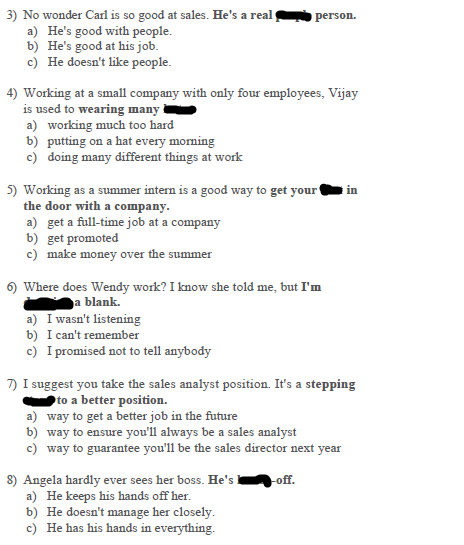 3) No wonder Carl is so good at sales. He's a real person.
a) He's good with people.
b) He's good at his job.
c) He doesn't like people.
4) Working at a small company with only four employees, Vijay
is used to wearing many
a) working much too hard
b) putting on a hat every morning
c) doing many different things at work
5) Working as a summer intern is a good way to get your in
the door with a company.
a) get a full-time job at a company
b) get promoted
c) make money over the summer
6) Where does Wendy work? I know she told me, but I'm
a blank.
a) I wasn't listening
b) I can't remember
c) I promised not to tell anybody
7) I suggest you take the sales analyst position. It's a stepping
to a better position.
a) way to get a better job in the future
b) way to ensure you'll always be a sales analyst
c) way to guarantee you'll be the sales director next year
8) Angela hardly ever sees her boss. He's -off.
a) He keeps his hands off her.
b) He doesn't manage her closely.
c) He has his hands in everything.